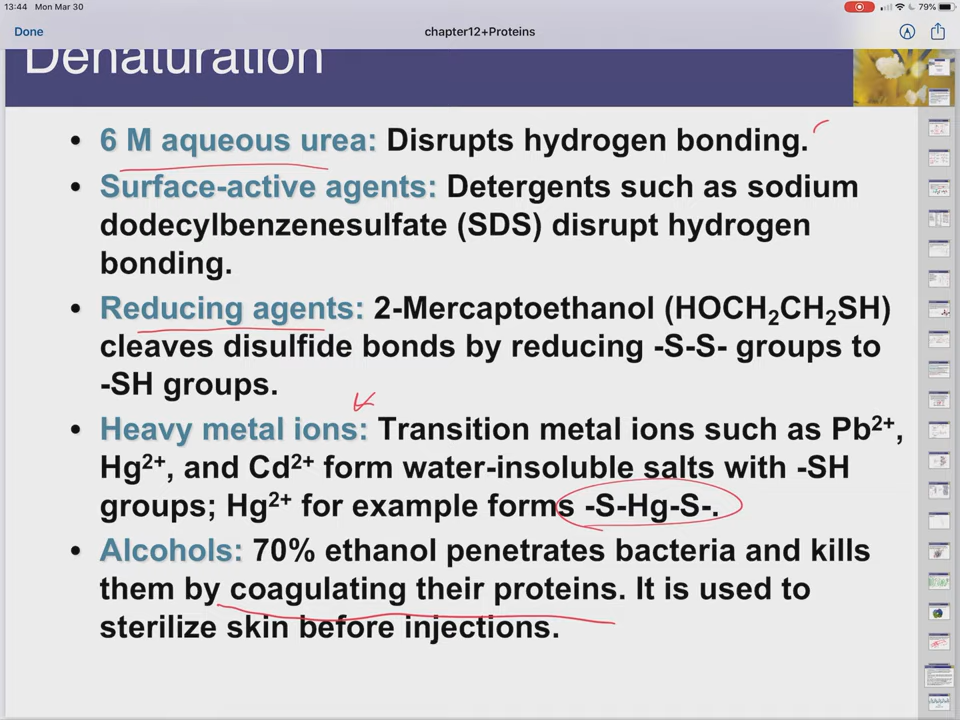 13:44 Mon Mar 30
79%
Done
chapter12+Proteins
Denaturation
• 6 M aqueous urea: Disrupts hydrogen bonding.
• Surface-active agents: Detergents such as sodium
dodecylbenzenesulfate (SDS) disrupt hydrogen
bonding.
• Reducing agents: 2-Mercaptoethanol (HOCH₂CH₂SH)
cleaves disulfide bonds by reducing -S-S- groups to
-SH groups.
• Heavy metal ions: Transition metal ions such as Pb²⁺,
Hg²⁺, and Cd²⁺ form water-insoluble salts with -SH
groups; Hg²⁺ for example forms -S-Hg-S-.
• Alcohols: 70% ethanol penetrates bacteria and kills
them by coagulating their proteins. It is used to
sterilize skin before injections.